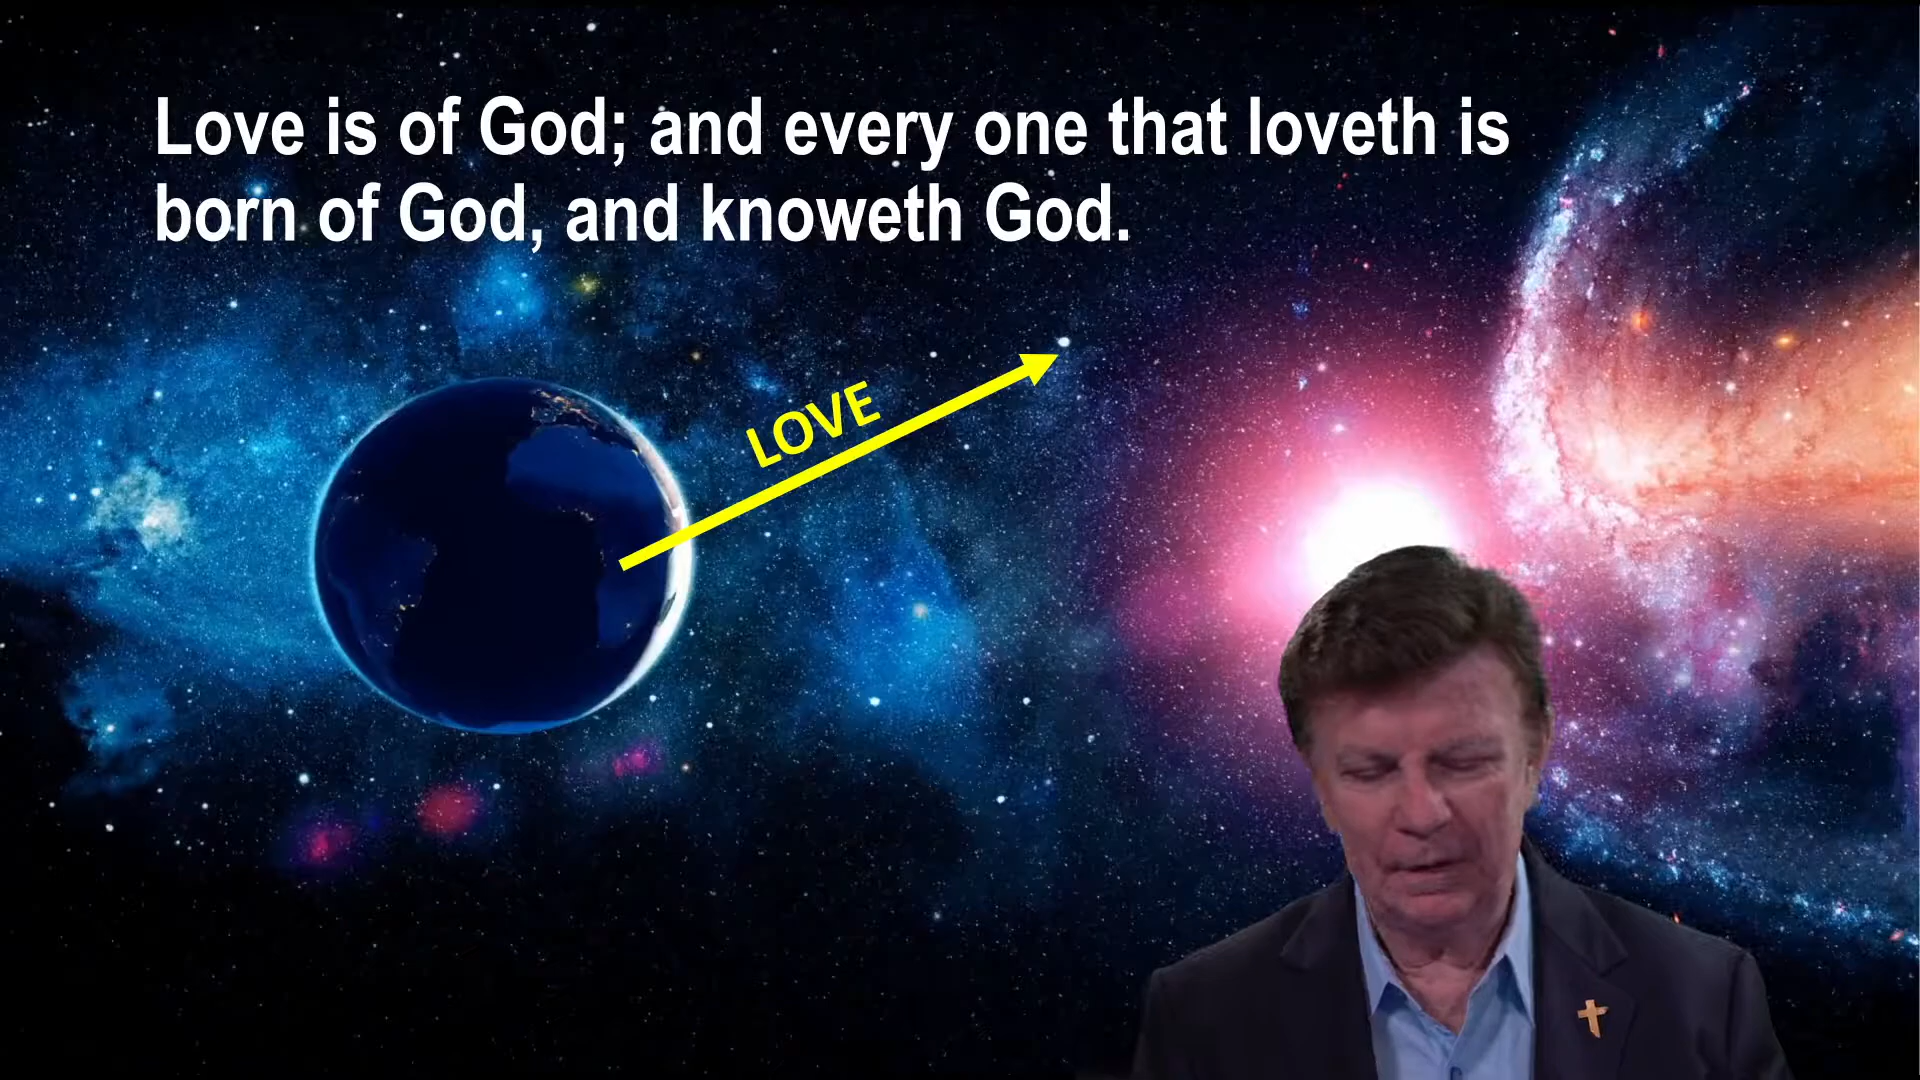 Love is of God; and every one that loveth is
born of God, and knoweth God.
LOVE